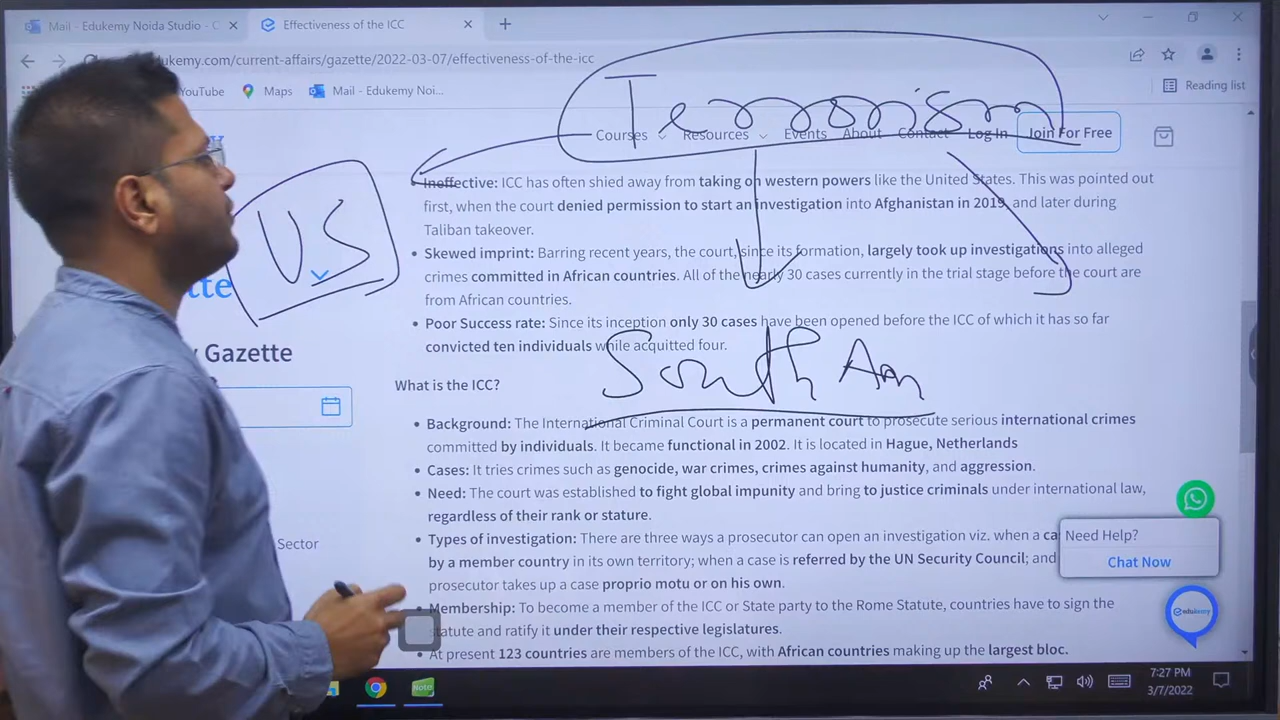 Mail - Edukemy Noida Studio - C
Effectiveness of the ICC
dukemy.com/current-affairs/gazette/2022-03-07/effectiveness-of-the-icc
YouTube
Maps
Mail - Edukemy Noi...
Reading list
Terrorism
Courses
Resources
Events
About
Contact
Log In
Join For Free
Ineffective: ICC has often shied away from taking on western powers like the United States. This was pointed out
first, when the court denied permission to start an investigation into Afghanistan in 2019, and later during
Taliban takeover.
US
Skewed imprint: Barring recent years, the court, since its formation, largely took up investigations into alleged
crimes committed in African countries. All of the nearly 30 cases currently in the trial stage before the court are
from African countries.
Gazette
Poor Success rate: Since its inception only 30 cases have been opened before the ICC of which it has so far
convicted ten individuals while acquitted four.
South Am
What is the ICC?
Background: The International Criminal Court is a permanent court to prosecute serious international crimes
committed by individuals. It became functional in 2002. It is located in Hague, Netherlands
Cases: It tries crimes such as genocide, war crimes, crimes against humanity, and aggression.
Need: The court was established to fight global impunity and bring to justice criminals under international law,
regardless of their rank or stature.
Sector
Types of investigation: There are three ways a prosecutor can open an investigation viz. when a ca
by a member country in its own territory; when a case is referred by the UN Security Council; and
prosecutor takes up a case proprio motu or on his own.
Need Help?
Chat Now
edukemy
Membership: To become a member of the ICC or State party to the Rome Statute, countries have to sign the
statute and ratify it under their respective legislatures.
At present 123 countries are members of the ICC, with African countries making up the largest bloc.
Note
7:27 PM
3/7/2022